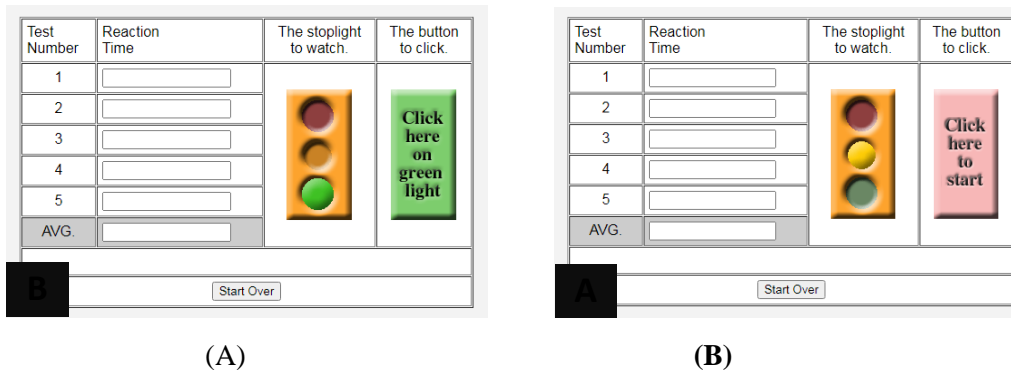 Test Number
Reaction Time
The stoplight to watch.
The button to click.
1
2
3
4
5
AVG.
Click
here
on
green
light
B
Start Over
(A)
Test Number
Reaction Time
The stoplight to watch.
The button to click.
1
2
3
4
5
AVG.
Click
here
to
start
A
Start Over
(B)